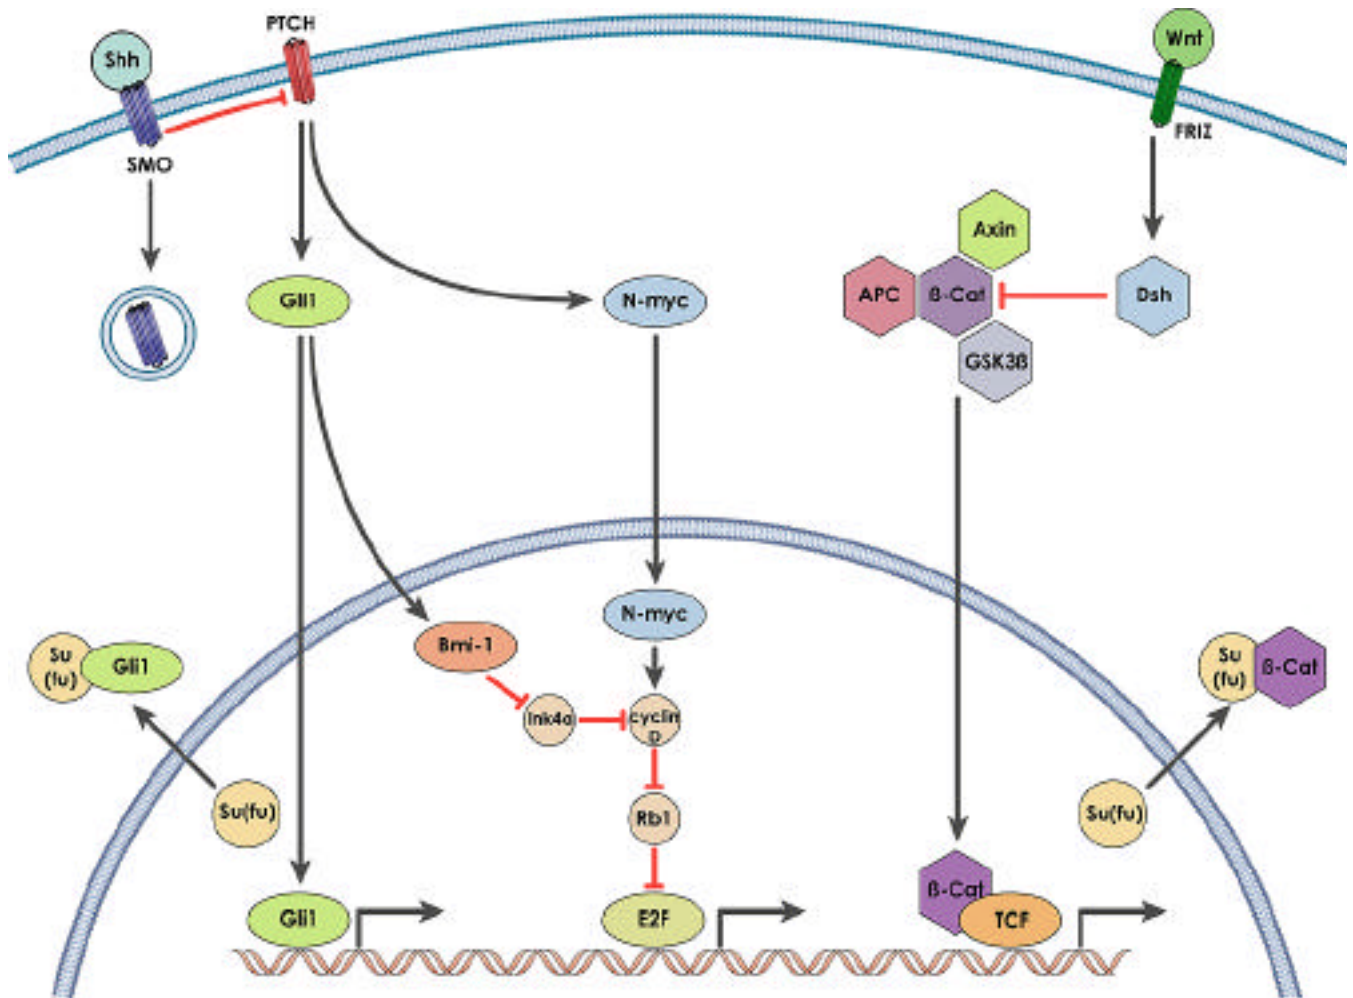 PTCH
Shh
Wnt
FRIZ
SMO
Axin
Gli1
N-myc
APC
ß-Cat
Dsh
GSK3ß
N-myc
Bmi-1
Su
(fu)
Gli1
Su
(fu)
ß-Cat
Ink4a
cyclin
D
Su(fu)
Rb1
Su(fu)
ß-Cat
Gli1
E2F
TCF